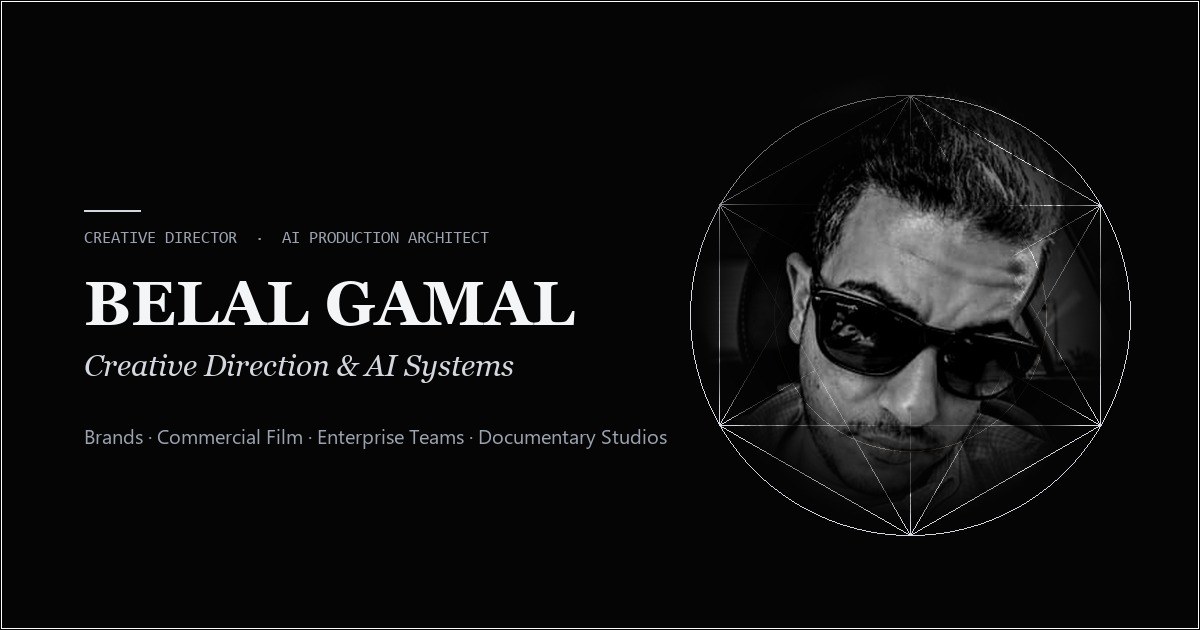 CREATIVE DIRECTOR · AI PRODUCTION ARCHITECT
BELAL GAMAL
Creative Direction & AI Systems
Brands · Commercial Film · Enterprise Teams · Documentary Studios